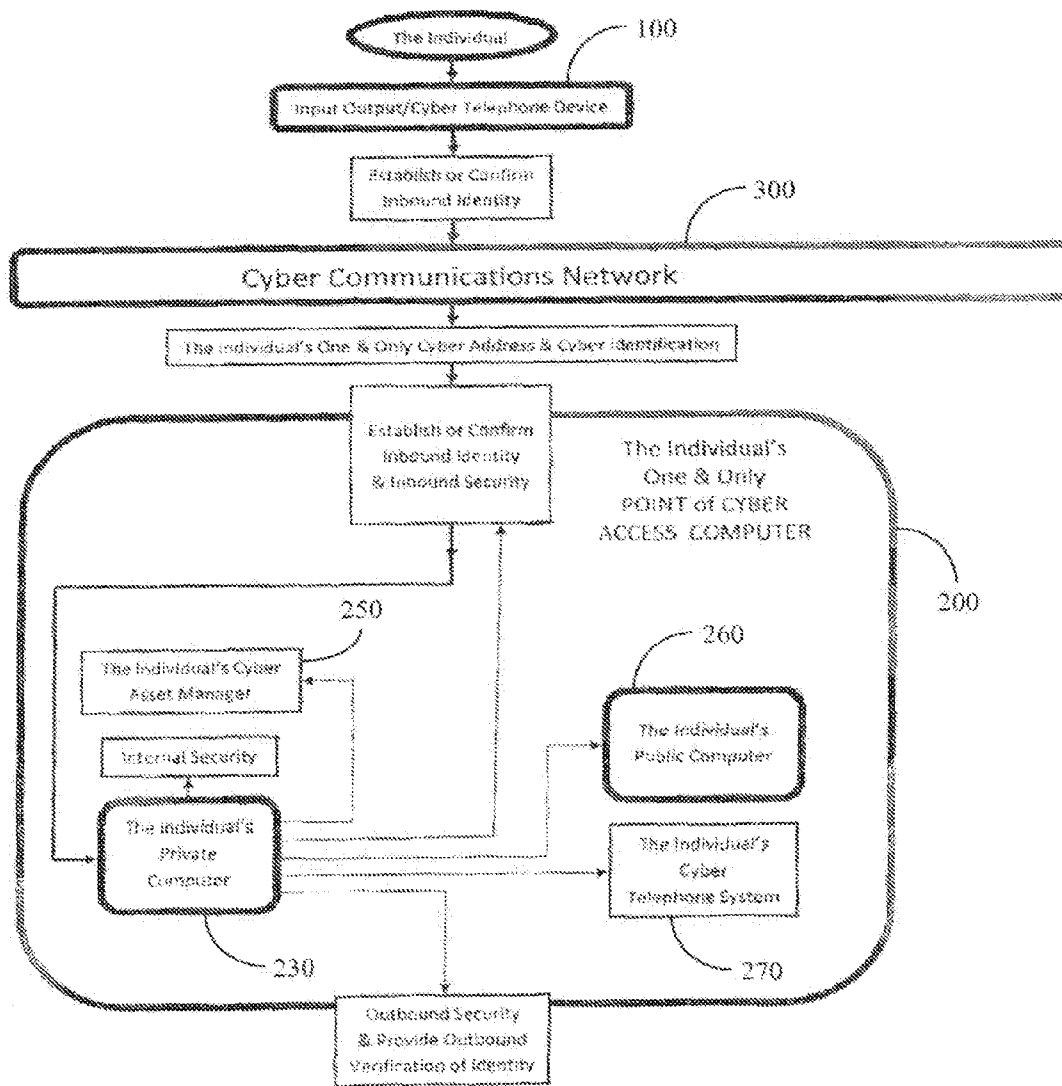 The Individual
100
Input Output/Cyber Telephone Device
Establish or Confirm
Inbound Identity
300
Cyber Communications Network
The Individual's One & Only Cyber Address & Cyber Identification
Establish or Confirm
Inbound Identity
& Inbound Security
The Individual's
One & Only
POINT of CYBER
ACCESS COMPUTER
200
250
The Individual's Cyber
Asset Manager
260
The Individual's
Public Computer
Internal Security
The Individual's
Private
Computer
230
The Individual's
Cyber
Telephone System
270
Outbound Security
& Provide Outbound
Verification of Identity